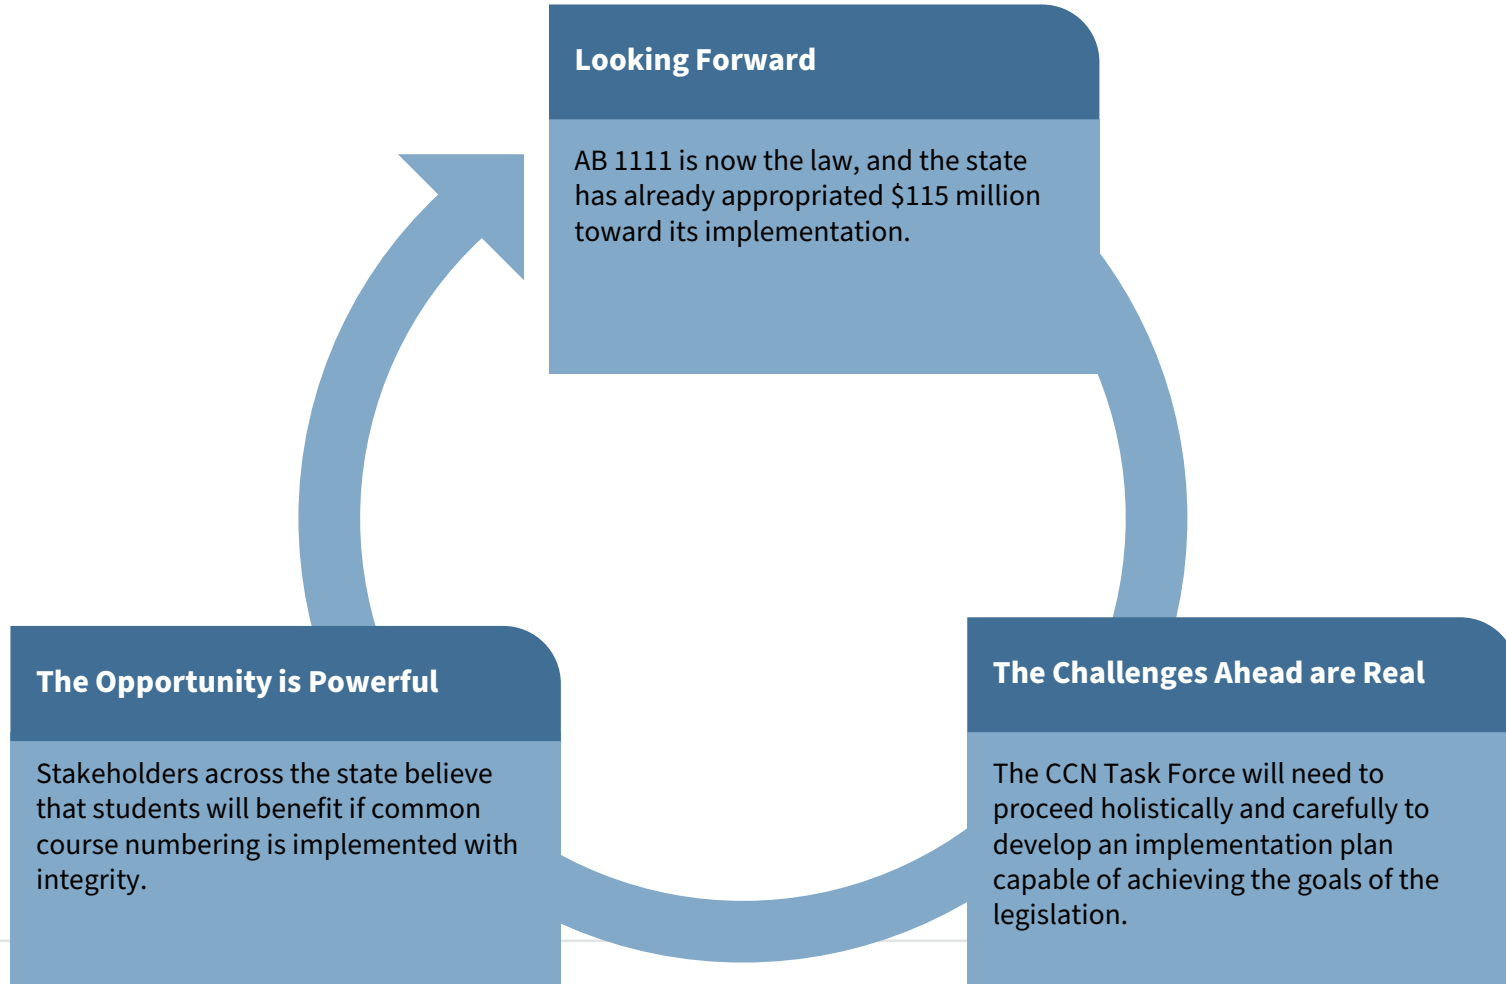 Looking Forward
AB 1111 is now the law, and the state
has already appropriated $115 million
toward its implementation.
The Challenges Ahead are Real
The CCN Task Force will need to
proceed holistically and carefully to
develop an implementation plan
capable of achieving the goals of the
legislation.
The Opportunity is Powerful
Stakeholders across the state believe
that students will benefit if common
course numbering is implemented with
integrity.